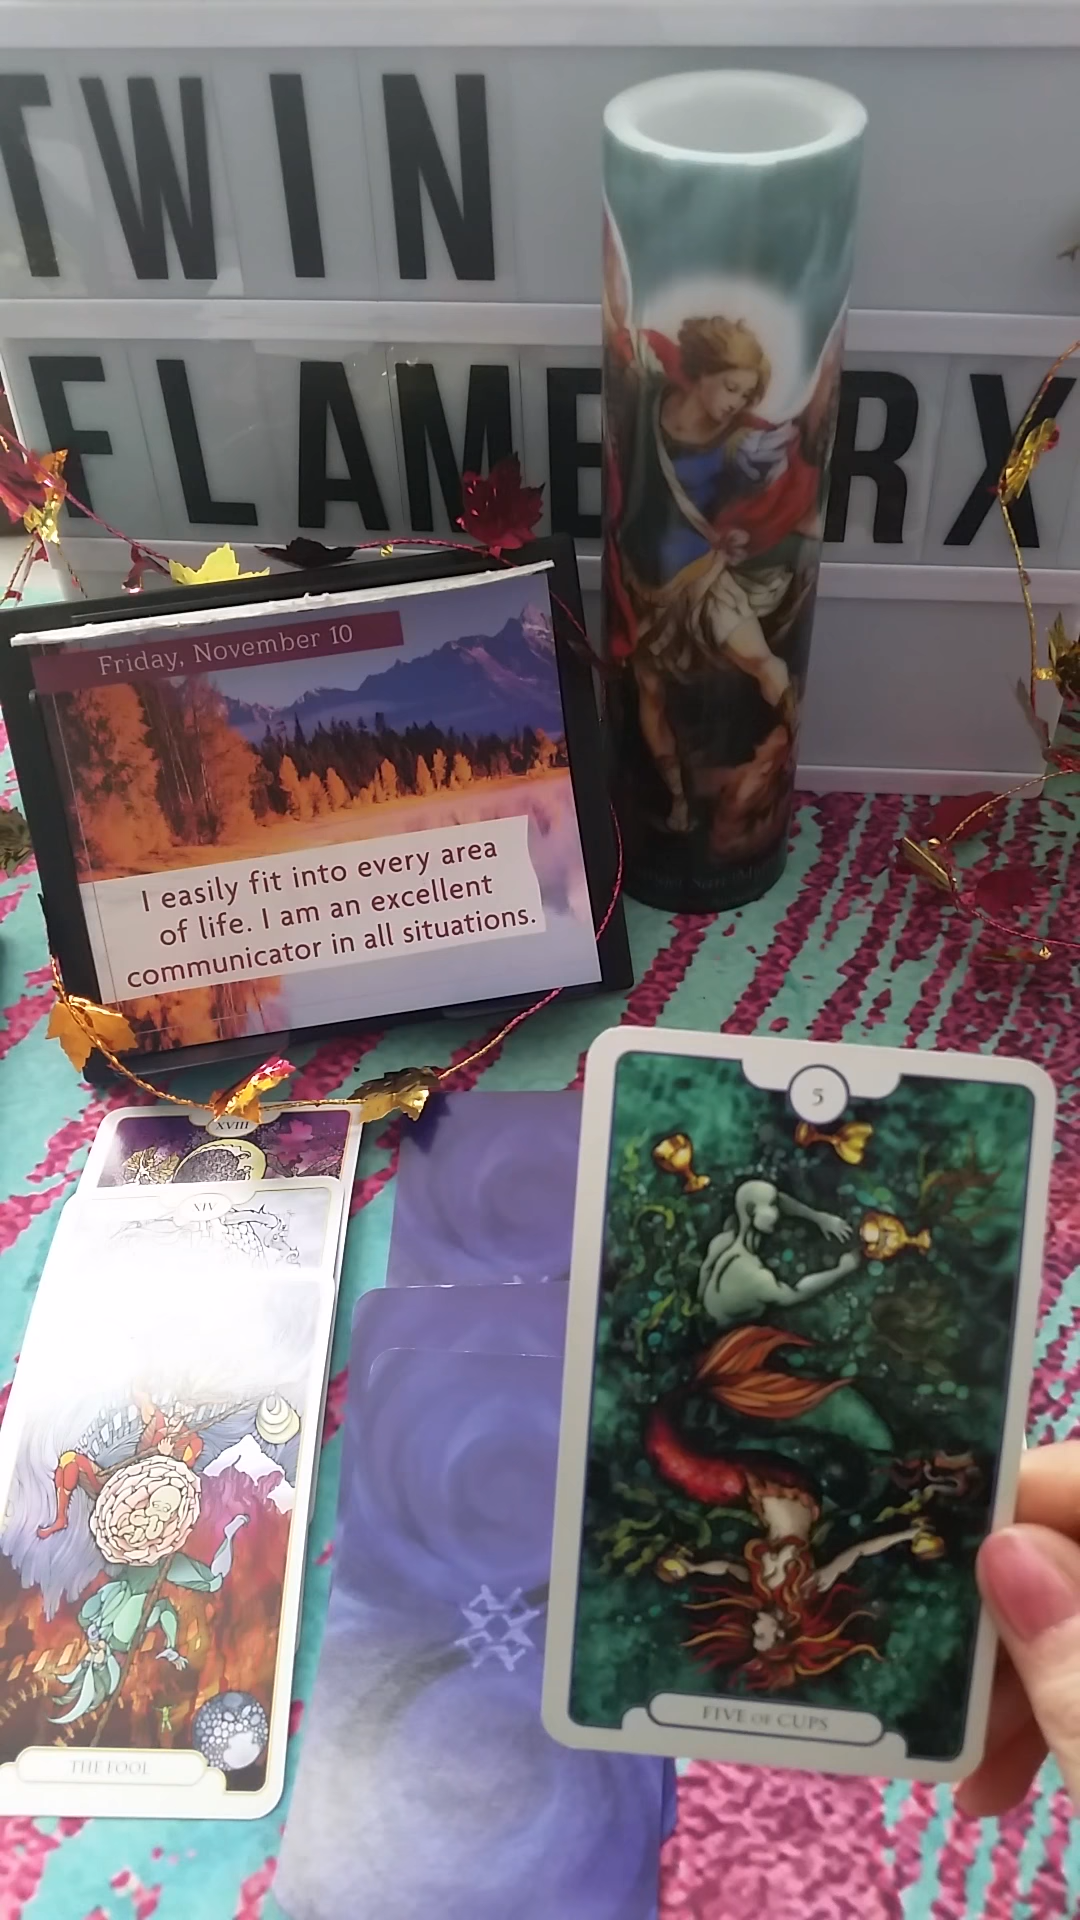 TWIN
FLAME RX
Friday, November 10
I easily fit into every area
of life. I am an excellent
communicator in all situations.
XVIII
XIV
5
FIVE OF CUPS
THE FOOL